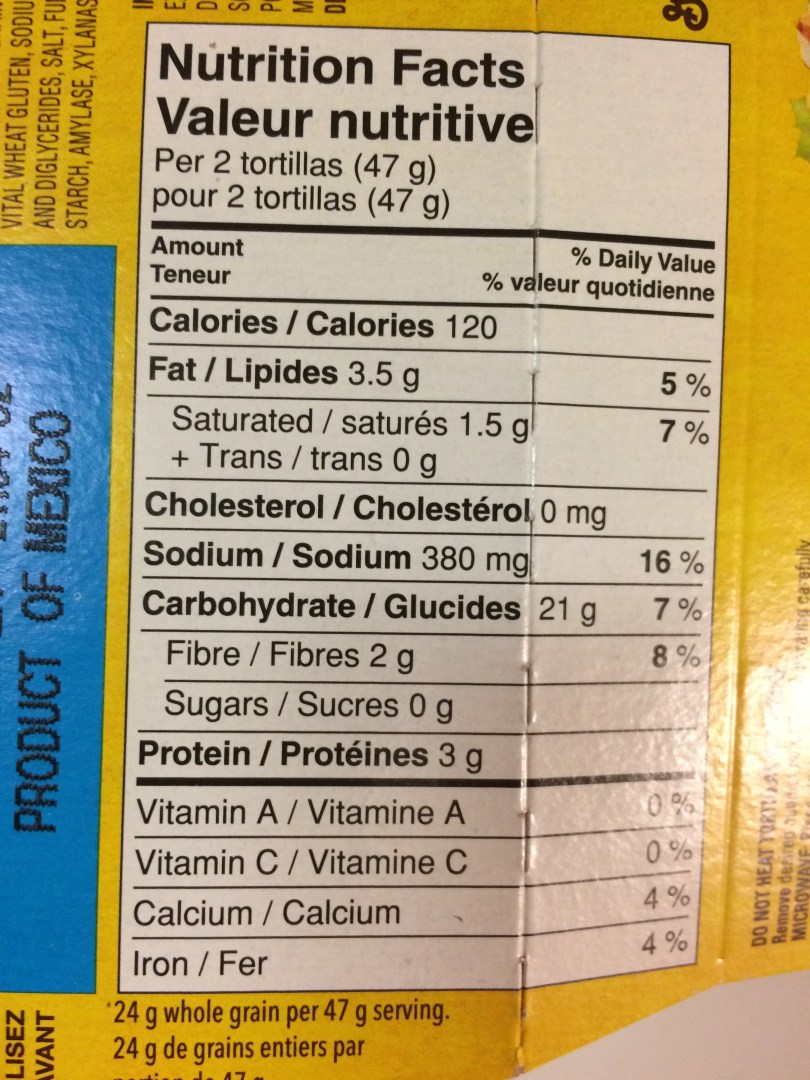 Nutrition Facts
Valeur nutritive
Per 2 tortillas (47 g)
pour 2 tortillas (47 g)
Amount % Daily Value
Teneur % valeur quotidienne
Calories / Calories 120
Fat / Lipides 3.5 g 5 %
Saturated / saturés 1.5 g 7 %
+ Trans / trans 0 g
Cholesterol / Cholestérol 0 mg
Sodium / Sodium 380 mg 16 %
Carbohydrate / Glucides 21 g 7 %
Fibre / Fibres 2 g 8 %
Sugars / Sucres 0 g
Protein / Protéines 3 g
Vitamin A / Vitamine A 0 %
Vitamin C / Vitamine C 0 %
Calcium / Calcium 4 %
Iron / Fer 4 %
*24 g whole grain per 47 g serving.
24 g de grains entiers par
VITAL WHEAT GLUTEN, SODIU
AND DIGLYCERIDES, SALT, FU
STARCH, AMYLASE, XYLANAS
PRODUCT OF MEXICO
LISEZ
AVANT
DO NOT HEAT TORTILLAS
Remove desired
MICROWAVE